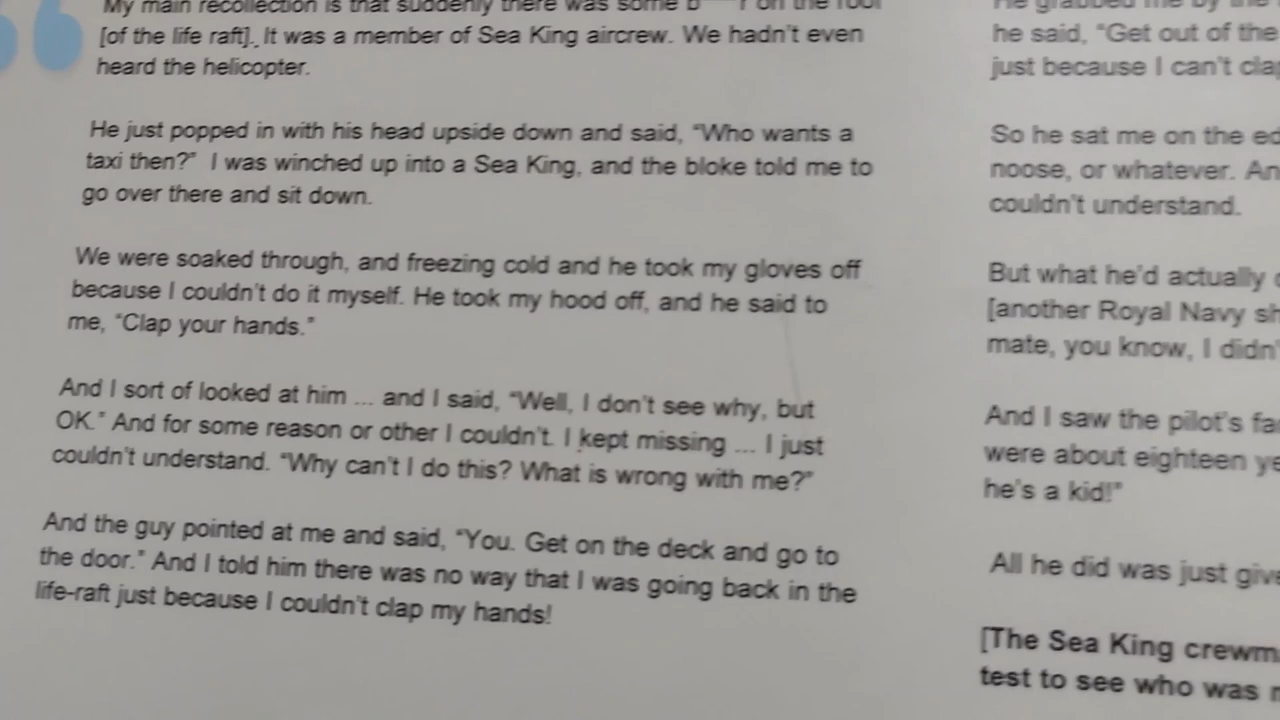 My main recollection is that suddenly there was some on the roof
[of the life raft]. It was a member of Sea King aircrew. We hadn't even
heard the helicopter.
He just popped in with his head upside down and said, “Who wants a
taxi then?” I was winched up into a Sea King, and the bloke told me to
go over there and sit down.
We were soaked through, and freezing cold and he took my gloves off
because I couldn't do it myself. He took my hood off, and he said to
me, “Clap your hands.”
And I sort of looked at him ... and I said, “Well, I don't see why, but
OK.” And for some reason or other I couldn't. I kept missing ... I just
couldn't understand. “Why can't I do this? What is wrong with me?”
And the guy pointed at me and said, “You. Get on the deck and go to
the door.” And I told him there was no way that I was going back in the
life-raft just because I couldn't clap my hands!
He grabbed me by the
he said, “Get out of the
just because I can't
So he sat me on the
noose, or whatever.
couldn't understand.
But what he'd actually
[another Royal Navy
mate, you know, I
And I saw the pilot's
were about eighteen
he's a kid!”
All he did was just
[The Sea King
test to see who was